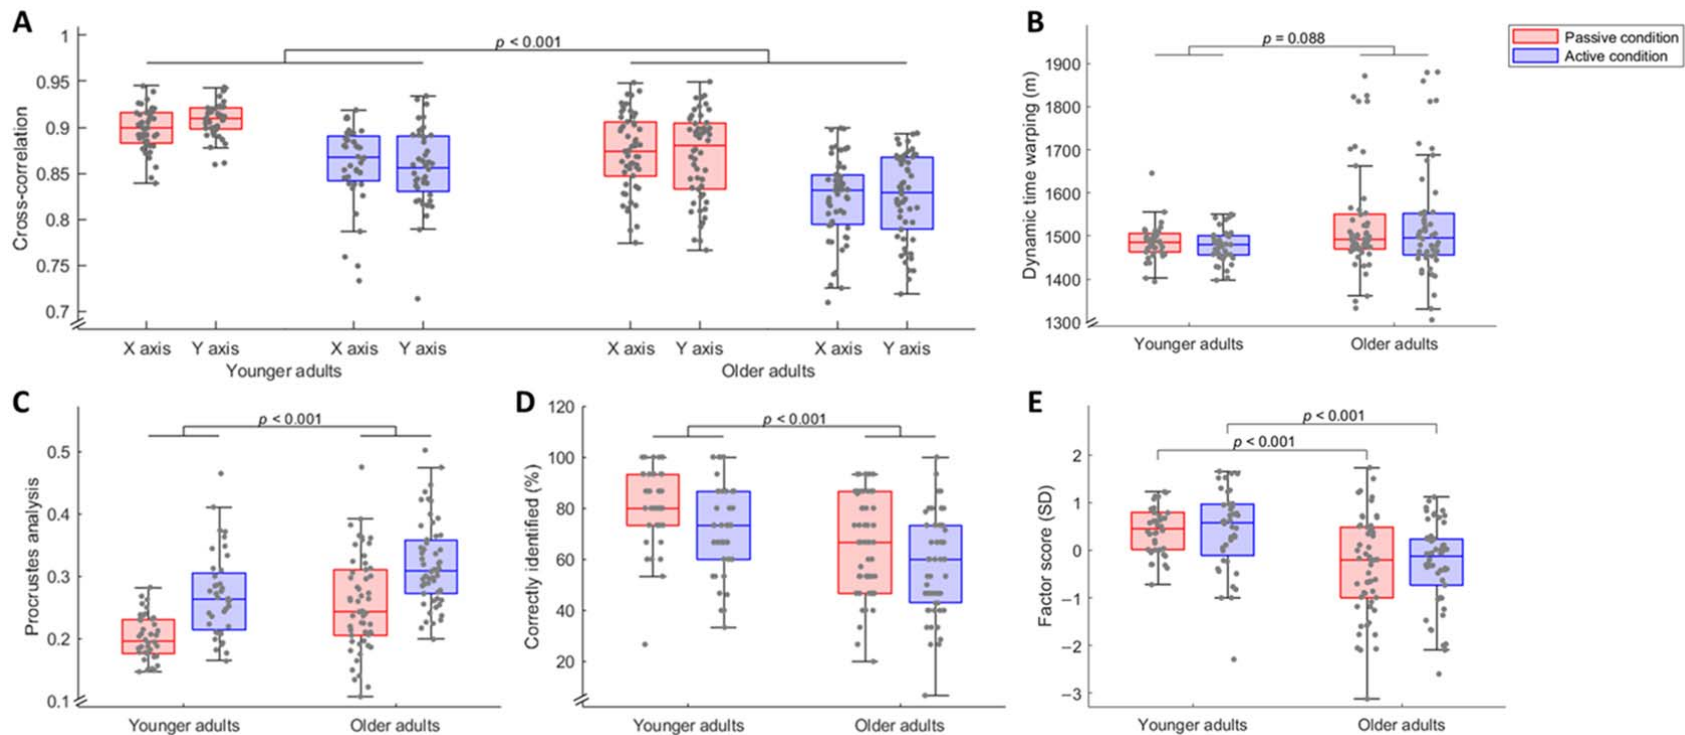 A
1
0.95
0.9
0.85
0.8
0.75
0.7
Cross-correlation
p < 0.001
X axis Y axis X axis Y axis X axis Y axis X axis Y axis
Younger adults Older adults
B
1900
1800
1700
1600
1500
1400
1300
Dynamic time warping (m)
p = 0.088
Younger adults Older adults
Passive condition
Active condition
C
0.5
0.4
0.3
0.2
0.1
Procrustes analysis
p < 0.001
Younger adults Older adults
D
120
100
80
60
40
20
Correctly identified (%)
p < 0.001
Younger adults Older adults
E
2
1
0
−1
−2
−3
Factor score (SD)
p < 0.001
p < 0.001
Younger adults Older adults